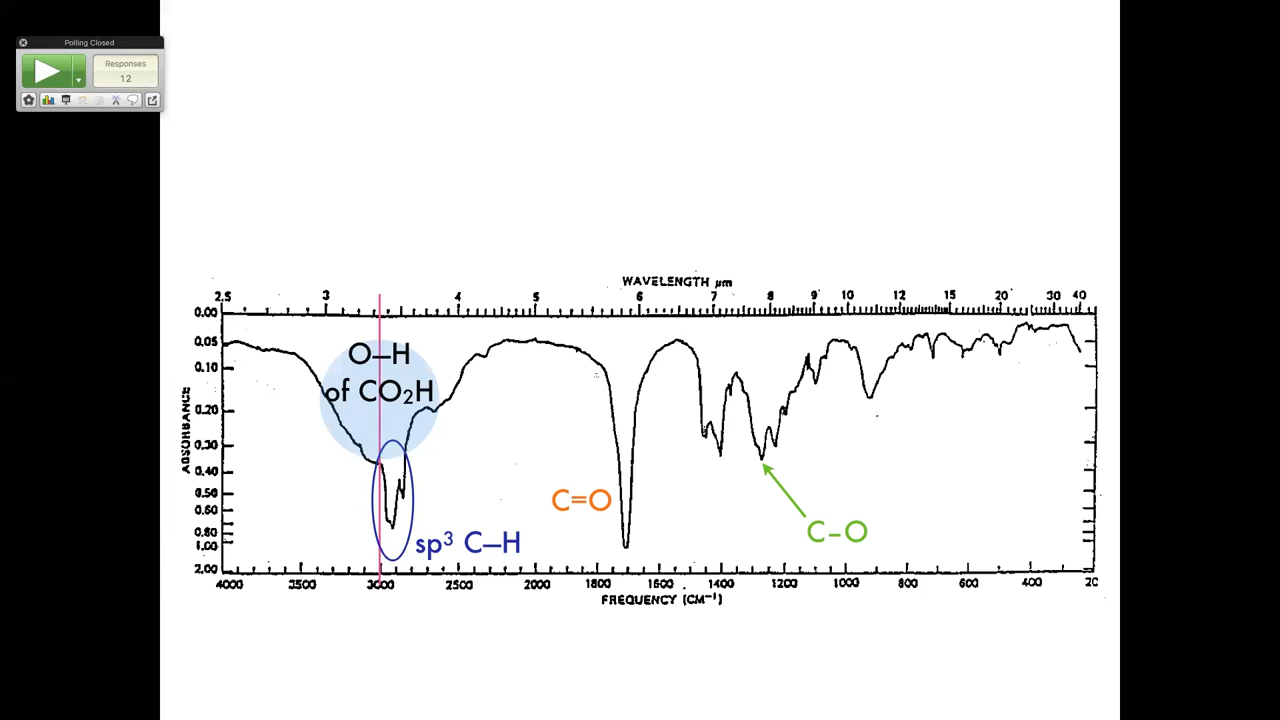 Polling Closed
Responses
12
WAVELENGTH µm
2.5 3 4 5 6 7 8 9 10 12 15 20 30 40
0.00
0.05
0.10
0.20
0.30
0.40
0.50
0.60
0.80
1.00
2.00
ABSORBANCE
O—H
of CO₂H
C=O
sp³ C—H
C–O
4000 3500 3000 2500 2000 1800 1600 1400 1200 1000 800 600 400 20
FREQUENCY (CM⁻¹)